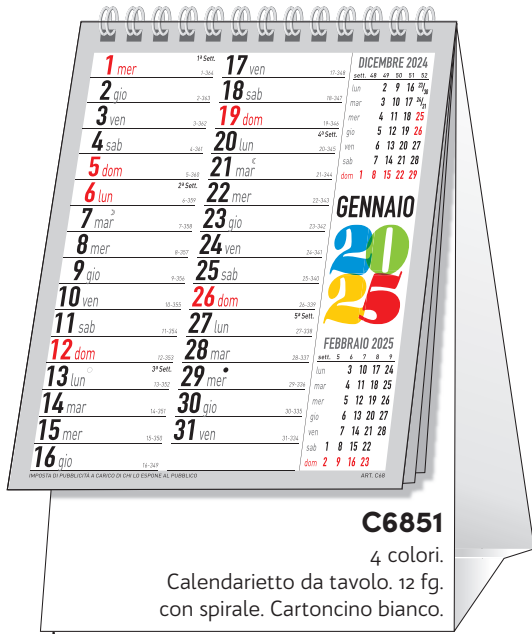 1 mer 1ª Sett. 1-364
2 gio 2-363
3 ven 3-362
4 sab 4-361
5 dom 5-360
6 lun 2ª Sett. 6-359
7 mar 7-358
8 mer 8-357
9 gio 9-356
10 ven 10-355
11 sab 11-354
12 dom 12-353
13 lun 3ª Sett. 13-352
14 mar 14-351
15 mer 15-350
16 gio 16-349
17 ven 17-348
18 sab 18-347
19 dom 19-346
20 lun 4ª Sett. 20-345
21 mar 21-344
22 mer 22-343
23 gio 23-342
24 ven 24-341
25 sab 25-340
26 dom 26-339
27 lun 5ª Sett. 27-338
28 mar 28-337
29 mer 29-336
30 gio 30-335
31 ven 31-334
DICEMBRE 2024
sett. 48 49 50 51 52
lun 2 9 16 23/30
mar 3 10 17 24/31
mer 4 11 18 25
gio 5 12 19 26
ven 6 13 20 27
sab 7 14 21 28
dom 1 8 15 22 29
GENNAIO
20
25
FEBBRAIO 2025
sett. 5 6 7 8 9
lun 3 10 17 24
mar 4 11 18 25
mer 5 12 19 26
gio 6 13 20 27
ven 7 14 21 28
sab 1 8 15 22
dom 2 9 16 23
IMPOSTA DI PUBBLICITÀ A CARICO DI CHI LO ESPONE AL PUBBLICO ART. C68
C6851
4 colori.
Calendarietto da tavolo. 12 fg.
con spirale. Cartoncino bianco.